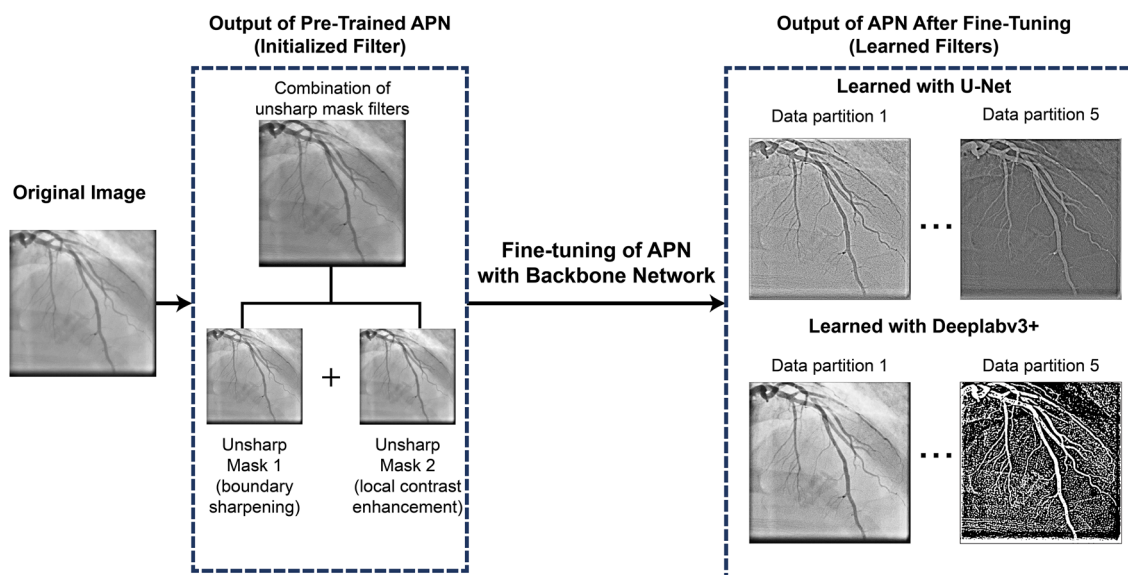 Output of Pre-Trained APN
(Initialized Filter)
Combination of
unsharp mask filters
Original Image
+
Unsharp
Mask 1
(boundary
sharpening)
Unsharp
Mask 2
(local contrast
enhancement)
Fine-tuning of APN
with Backbone Network
Output of APN After Fine-Tuning
(Learned Filters)
Learned with U-Net
Data partition 1
Data partition 5
...
Learned with Deeplabv3+
Data partition 1
Data partition 5
...